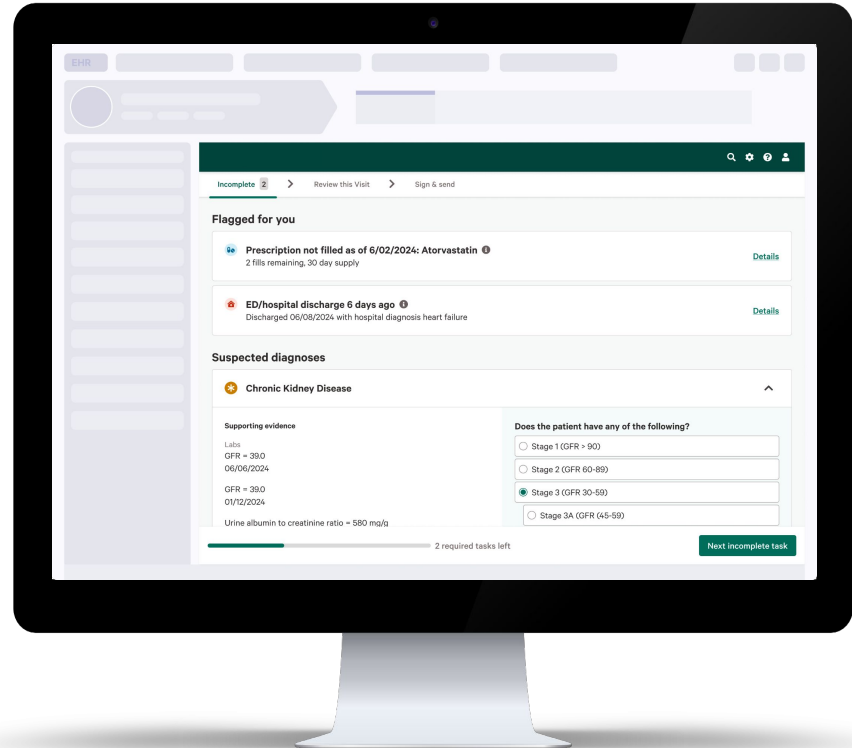 EHR
Incomplete 2 > Review this Visit > Sign & send
Flagged for you
Prescription not filled as of 6/02/2024: Atorvastatin
2 fills remaining, 30 day supply
Details
ED/hospital discharge 6 days ago
Discharged 06/08/2024 with hospital diagnosis heart failure
Details
Suspected diagnoses
Chronic Kidney Disease
Supporting evidence
Labs
GFR = 39.0
06/06/2024
GFR = 39.0
01/12/2024
Urine albumin to creatinine ratio = 580 mg/g
Does the patient have any of the following?
Stage 1 (GFR > 90)
Stage 2 (GFR 60-89)
Stage 3 (GFR 30-59)
Stage 3A (GFR (45-59)
2 required tasks left
Next incomplete task